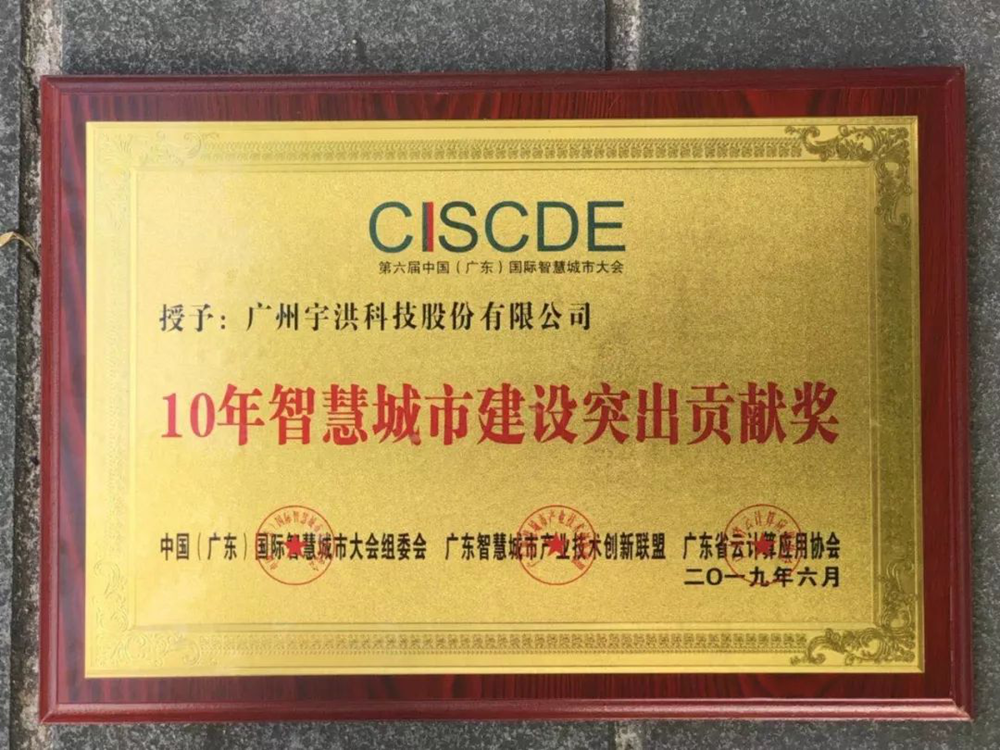 CISCDE
第六届中国（广东）国际智慧城市大会
授予：广州宇洪科技股份有限公司
10年智慧城市建设突出贡献奖
中国（广东）国际智慧城市大会组委会 广东智慧城市产业技术创新联盟 广东省云计算应用协会
二〇一九年六月